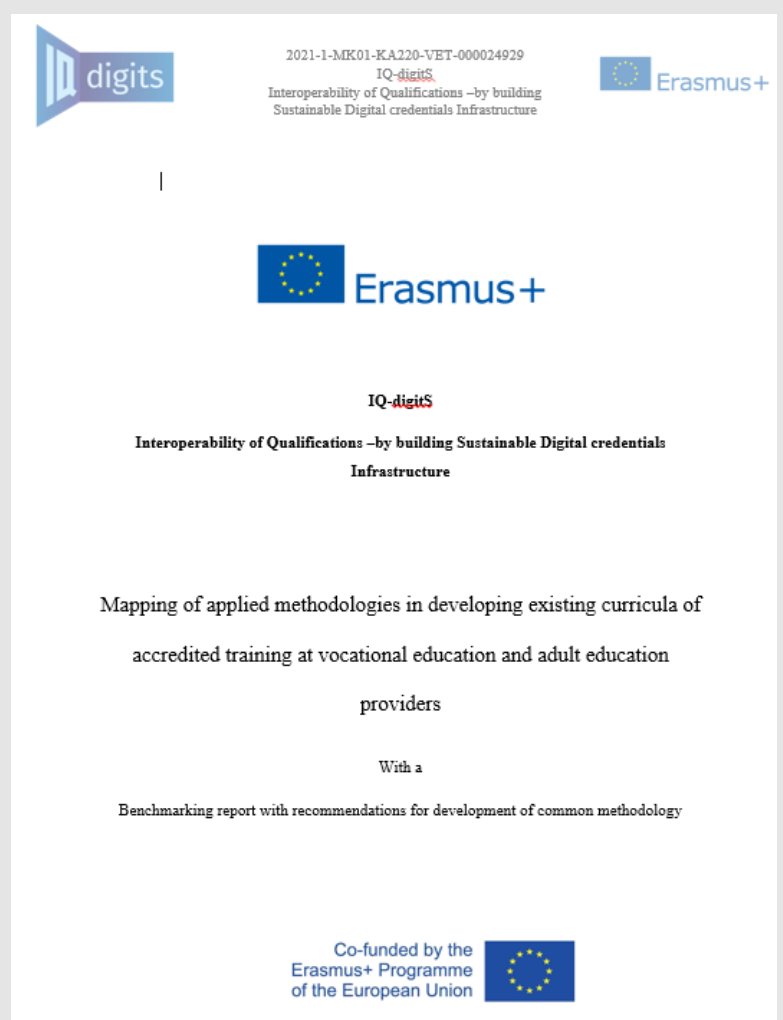 IQ digits
2021-1-MK01-KA220-VET-000024929
IQ-digitS
Interoperability of Qualifications –by building
Sustainable Digital credentials Infrastructure
Erasmus+
Erasmus+
IQ-digitS
Interoperability of Qualifications –by building Sustainable Digital credentials
Infrastructure
Mapping of applied methodologies in developing existing curricula of
accredited training at vocational education and adult education
providers
With a
Benchmarking report with recommendations for development of common methodology
Co-funded by the
Erasmus+ Programme
of the European Union